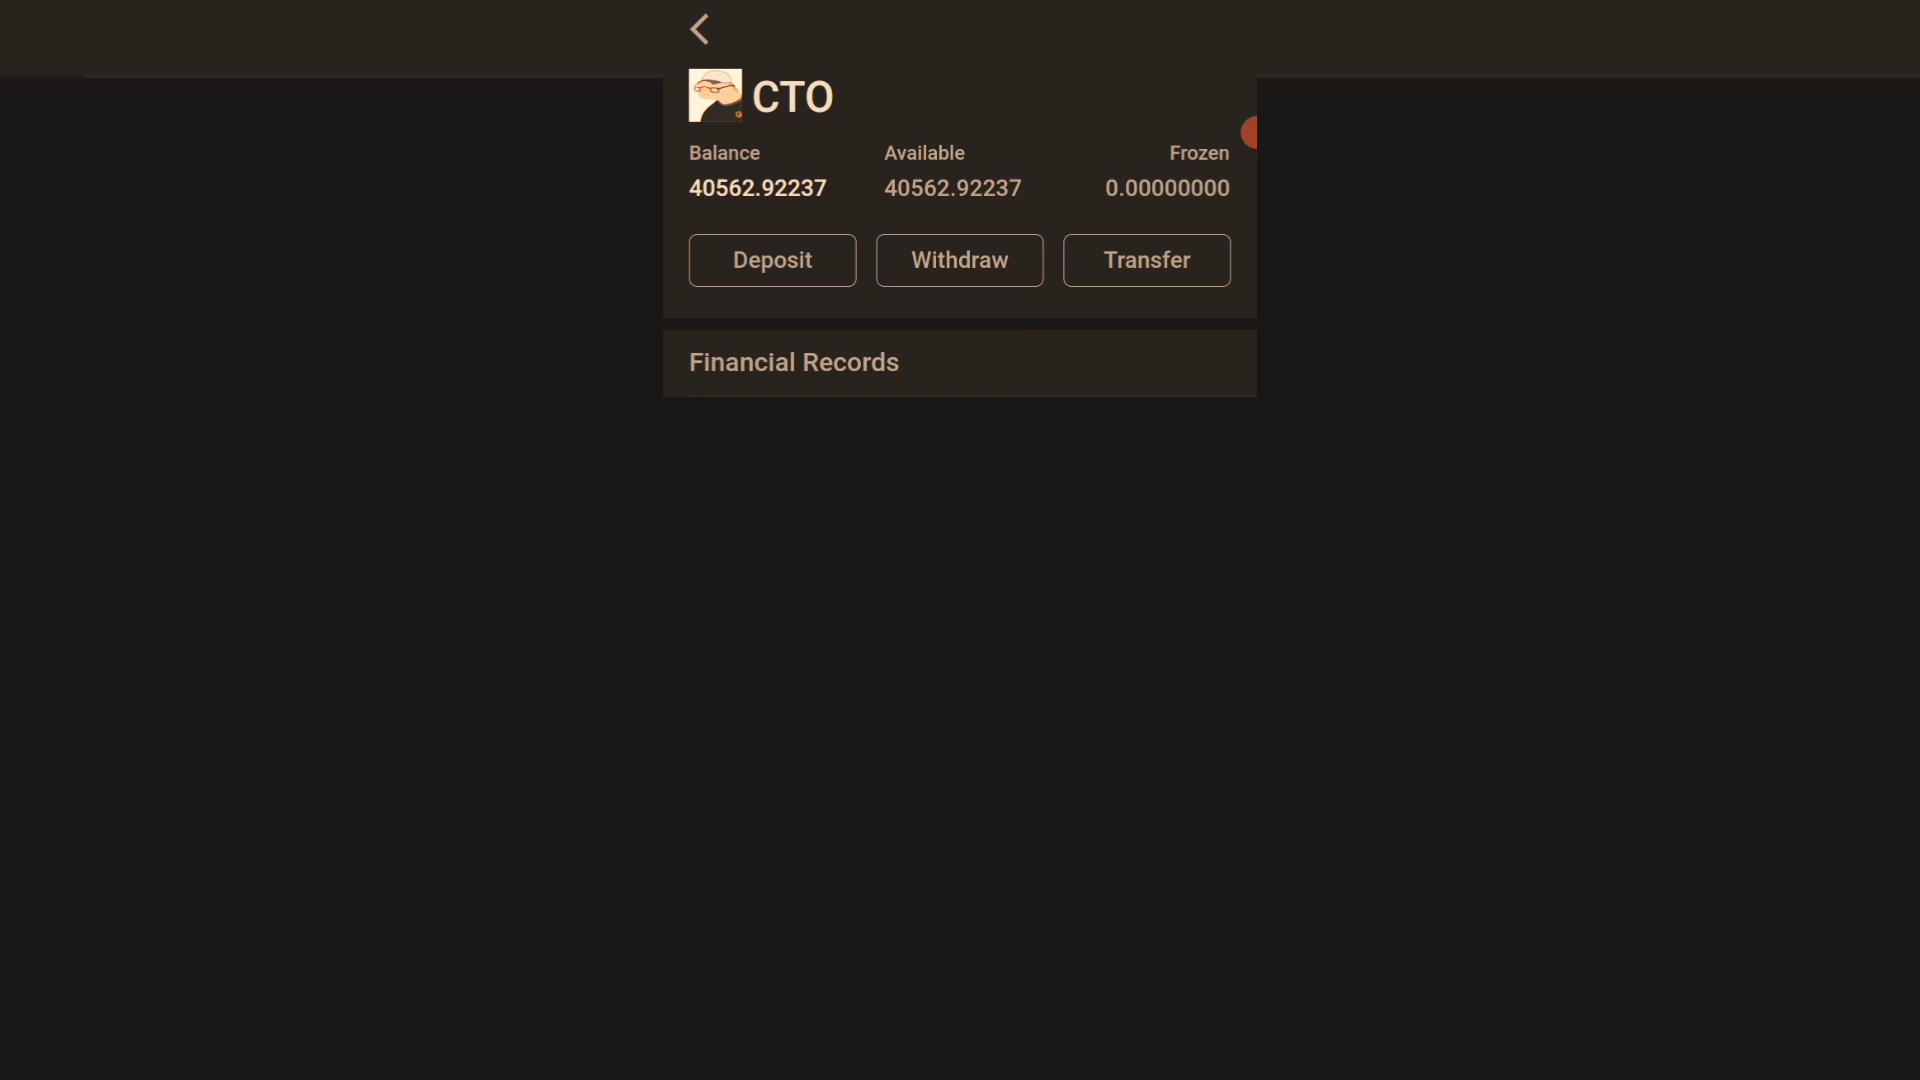 CTO
Balance Available Frozen
40562.92237 40562.92237 0.00000000
Deposit Withdraw Transfer
Financial Records